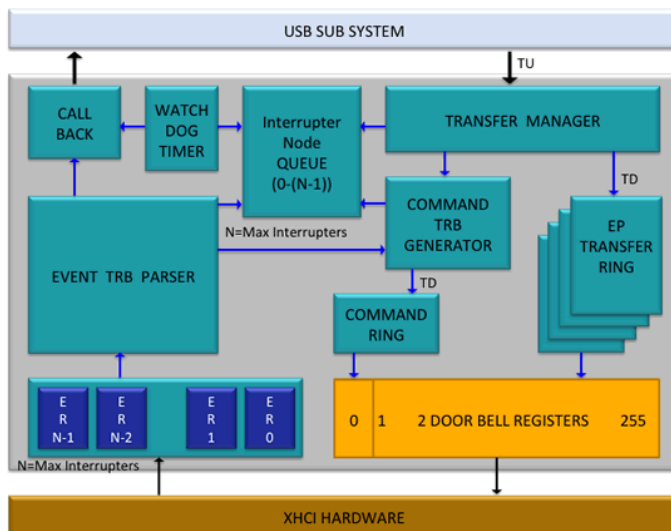 USB SUB SYSTEM
TU
CALL
BACK
WATCH
DOG
TIMER
Interrupter
Node
QUEUE
(0-(N-1))
TRANSFER MANAGER
TD
N=Max Interrupters
COMMAND
TRB
GENERATOR
EP
TRANSFER
RING
EVENT TRB PARSER
TD
COMMAND
RING
E
R
N-1
E
R
N-2
E
R
1
E
R
0
0 1 2 DOOR BELL REGISTERS 255
N=Max Interrupters
XHCI HARDWARE